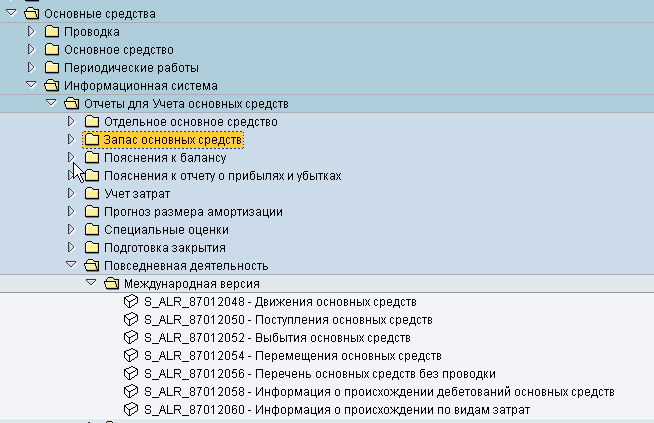 Основные средства
Проводка
Основное средство
Периодические работы
Информационная система
Отчеты для Учета основных средств
Отдельное основное средство
Запас основных средств
Пояснения к балансу
Пояснения к отчету о прибылях и убытках
Учет затрат
Прогноз размера амортизации
Специальные оценки
Подготовка закрытия
Повседневная деятельность
Международная версия
S_ALR_87012048 - Движения основных средств
S_ALR_87012050 - Поступления основных средств
S_ALR_87012052 - Выбытия основных средств
S_ALR_87012054 - Перемещения основных средств
S_ALR_87012056 - Перечень основных средств без проводки
S_ALR_87012058 - Информация о происхождении дебетований основных средств
S_ALR_87012060 - Информация о происхождении по видам затрат